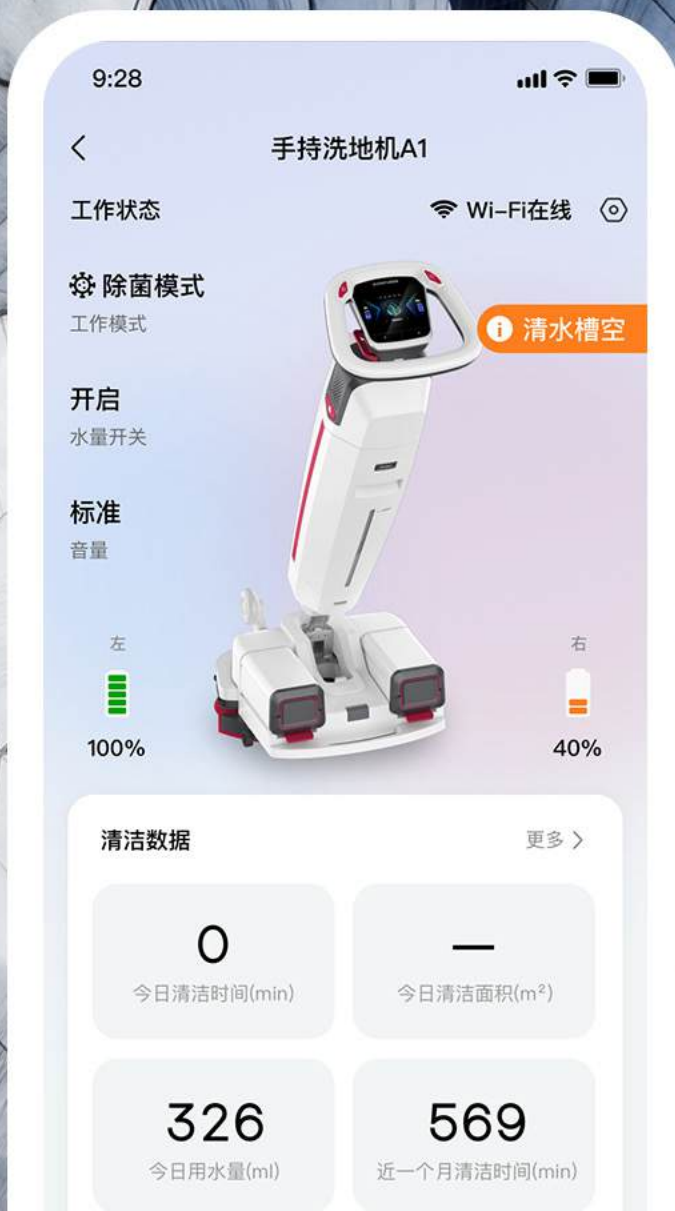 9:28
手持洗地机A1
工作状态
Wi-Fi在线
除菌模式
工作模式
清水槽空
开启
水量开关
标准
音量
左
右
100%
40%
清洁数据
更多
0
—
今日清洁时间(min)
今日清洁面积(m²)
326
569
今日用水量(ml)
近一个月清洁时间(min)